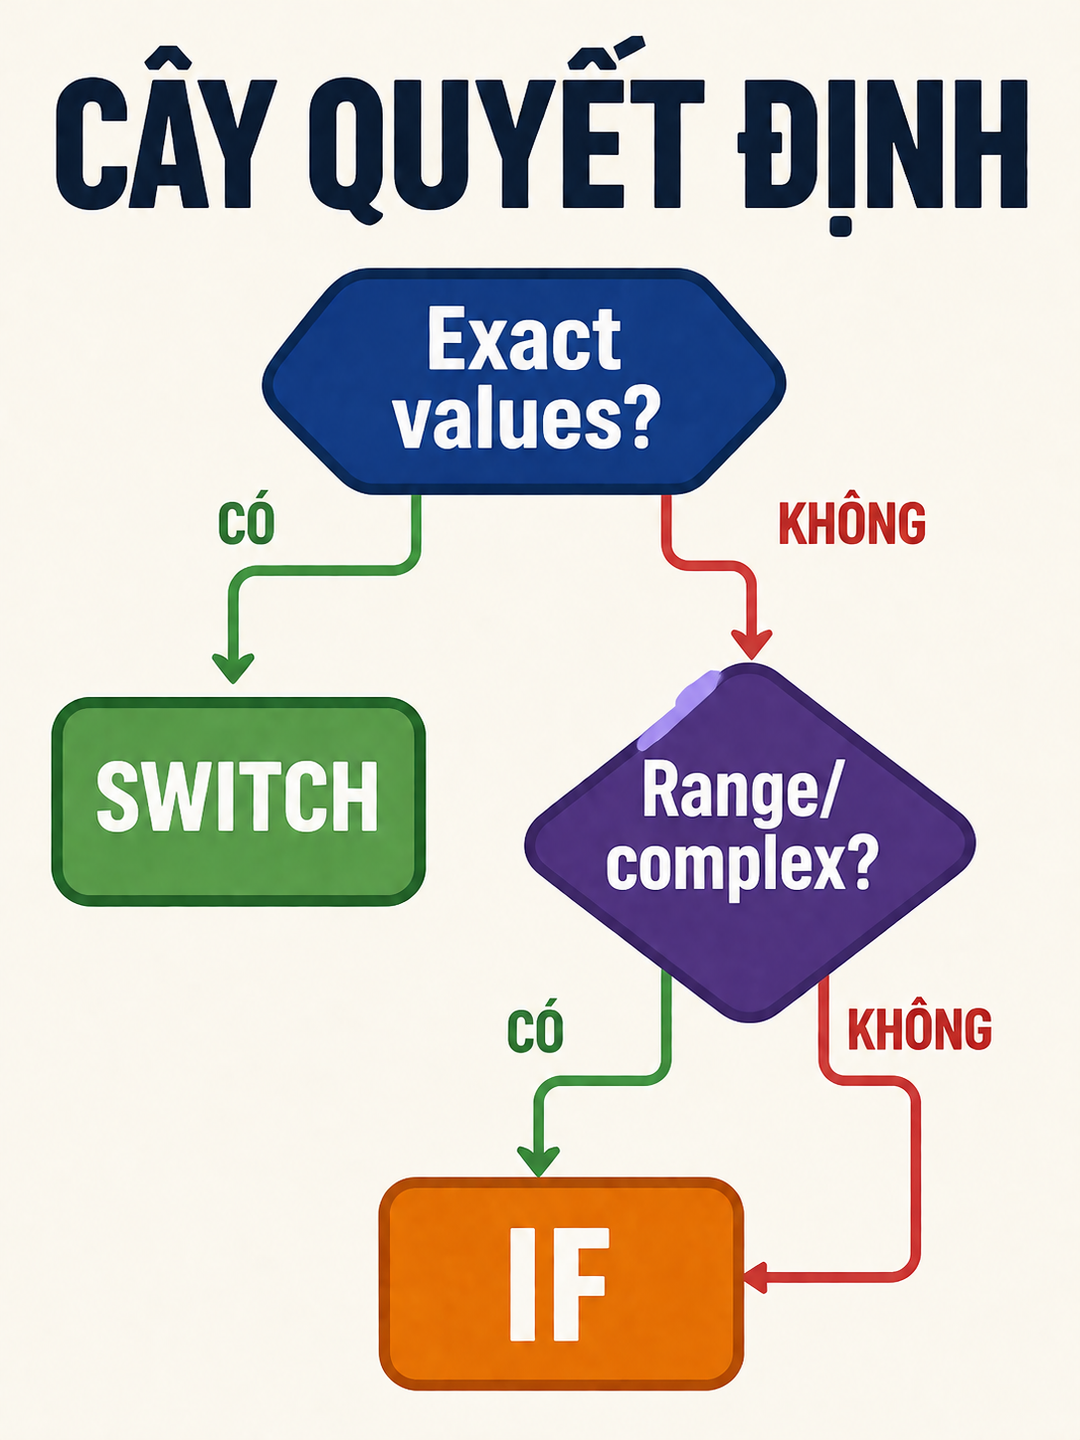 CÂY QUYẾT ĐỊNH
Exact
values?
CÓ
KHÔNG
SWITCH
Range/
complex?
CÓ
KHÔNG
IF